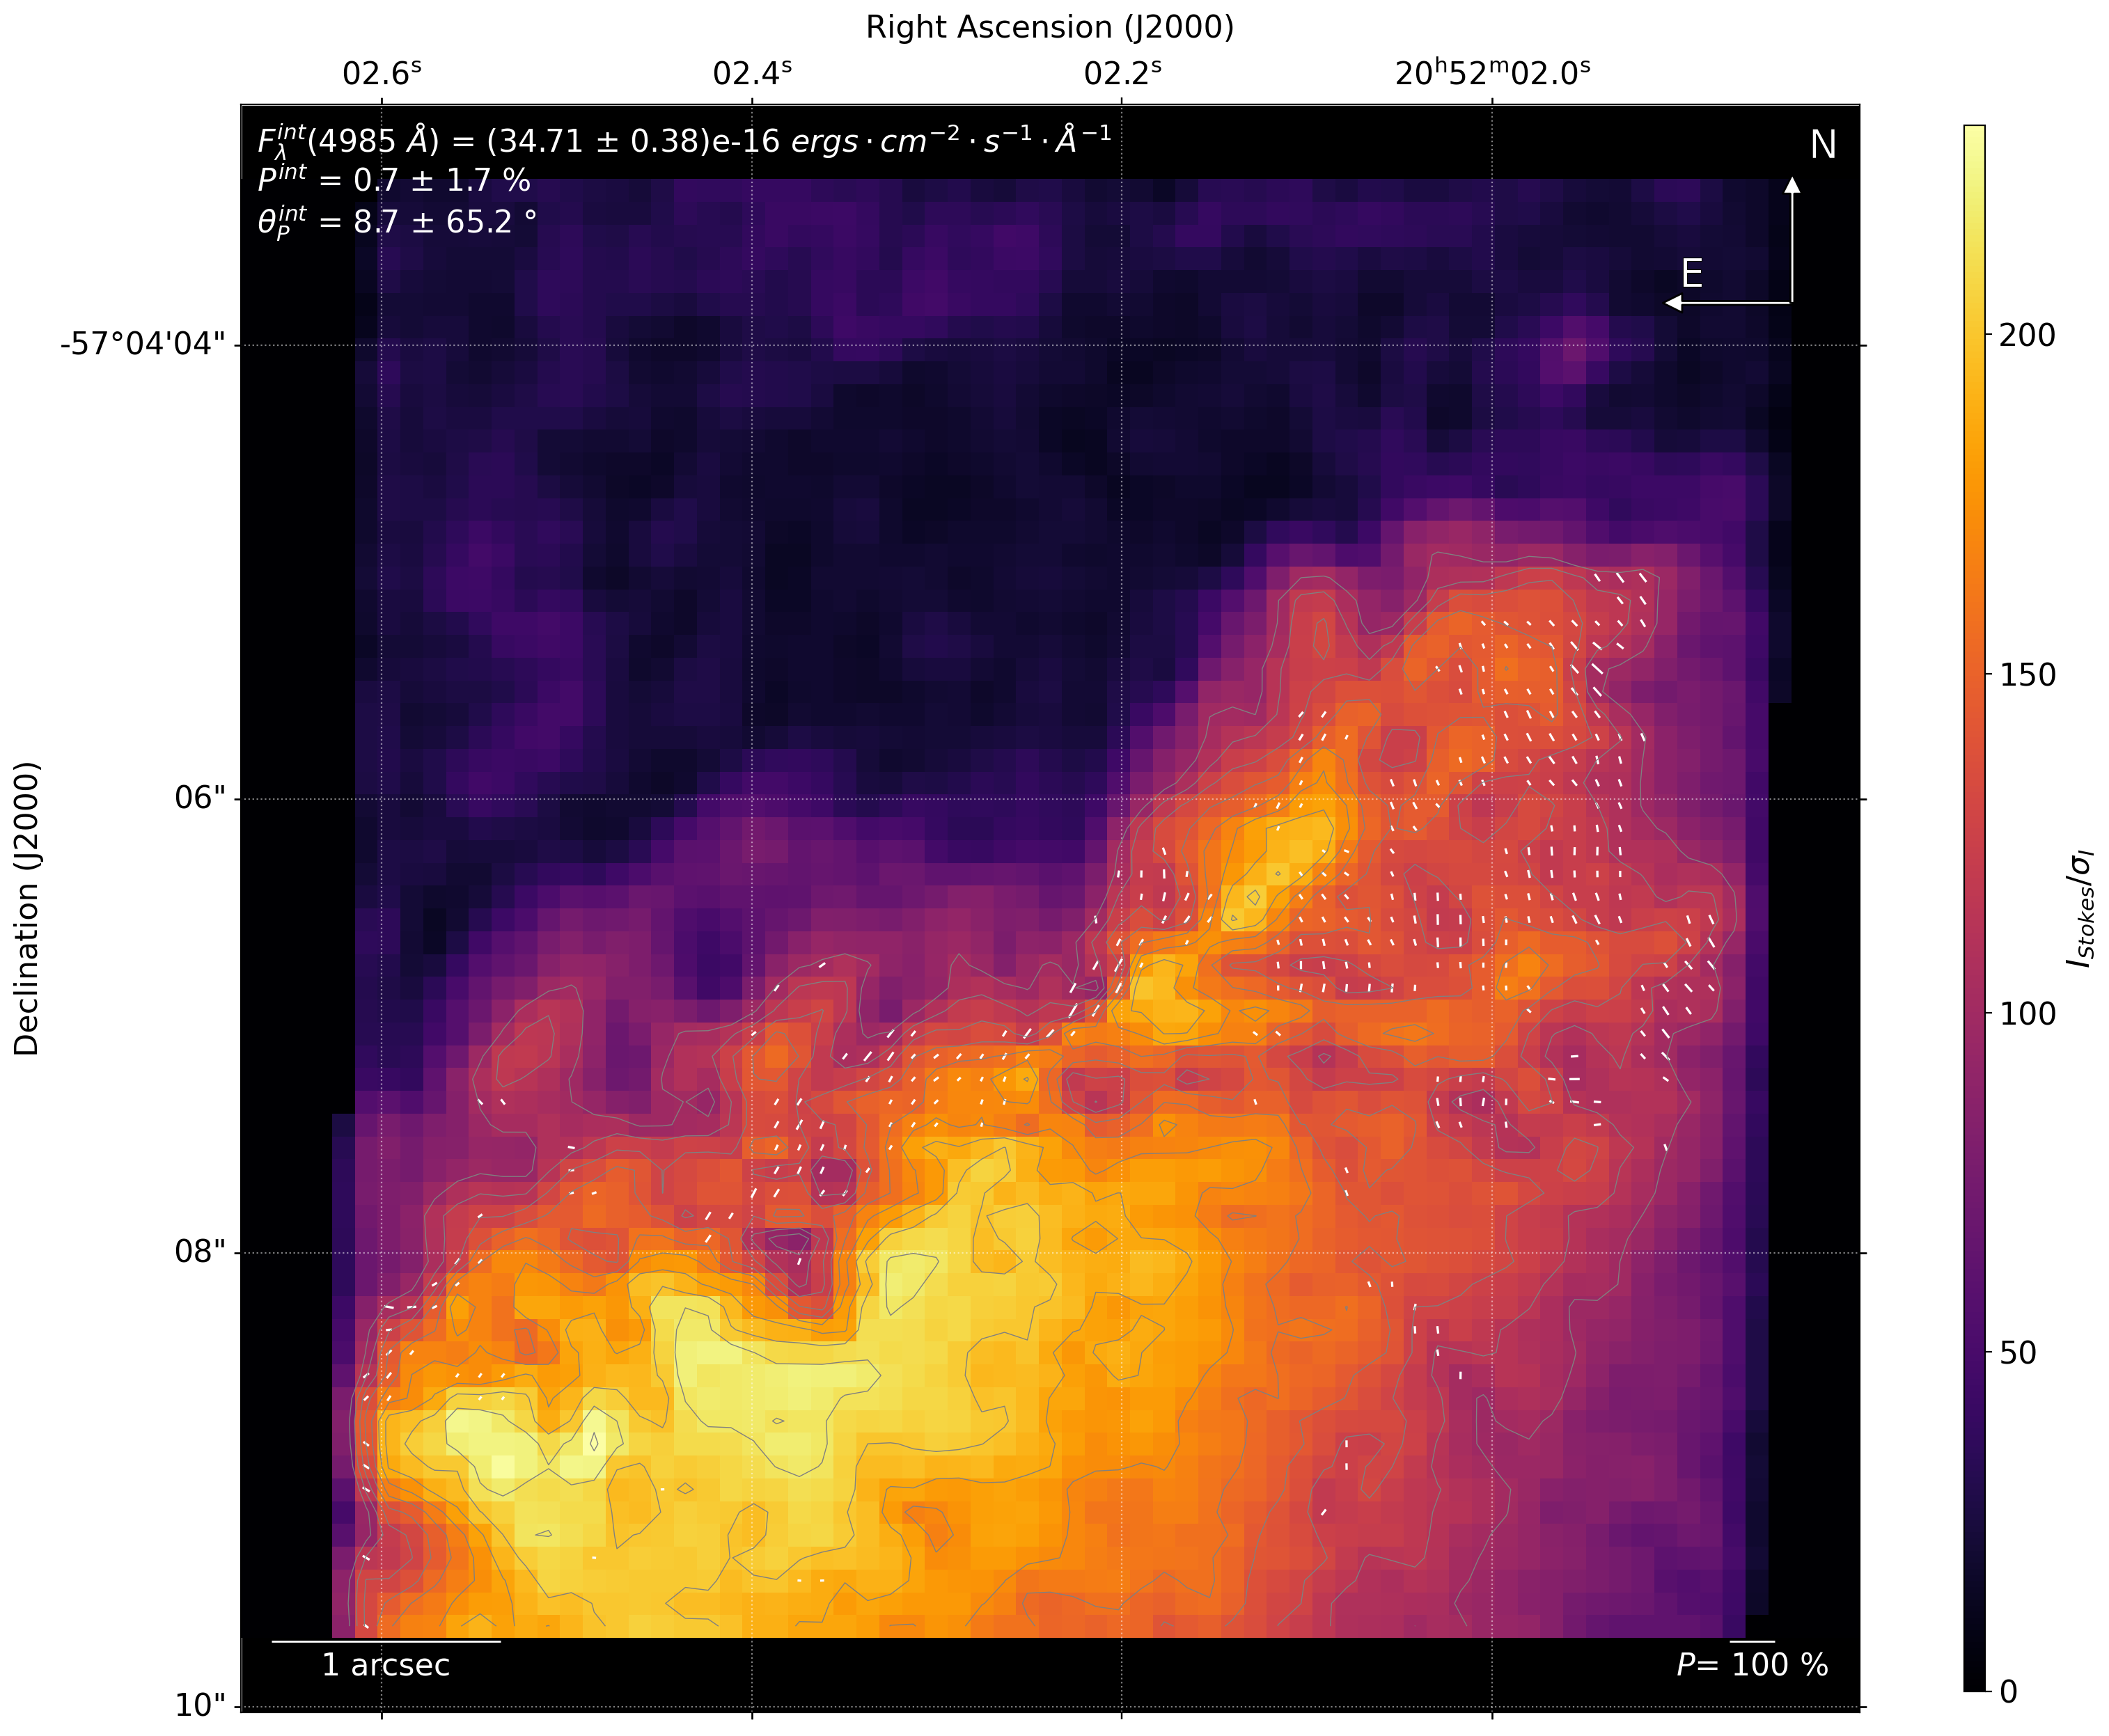 Right Ascension (J2000)
02.6ˢ 02.4ˢ 02.2ˢ 20ʰ52ᵐ02.0ˢ
F_λ^int(4985 Å) = (34.71 ± 0.38)e-16 ergs · cm⁻² · s⁻¹ · Å⁻¹
P^int = 0.7 ± 1.7 %
θ_P^int = 8.7 ± 65.2 °
N
E
-57°04'04"
06"
08"
10"
Declination (J2000)
1 arcsec
P= 100 %
200
150
100
50
0
I_Stokes/σ_I